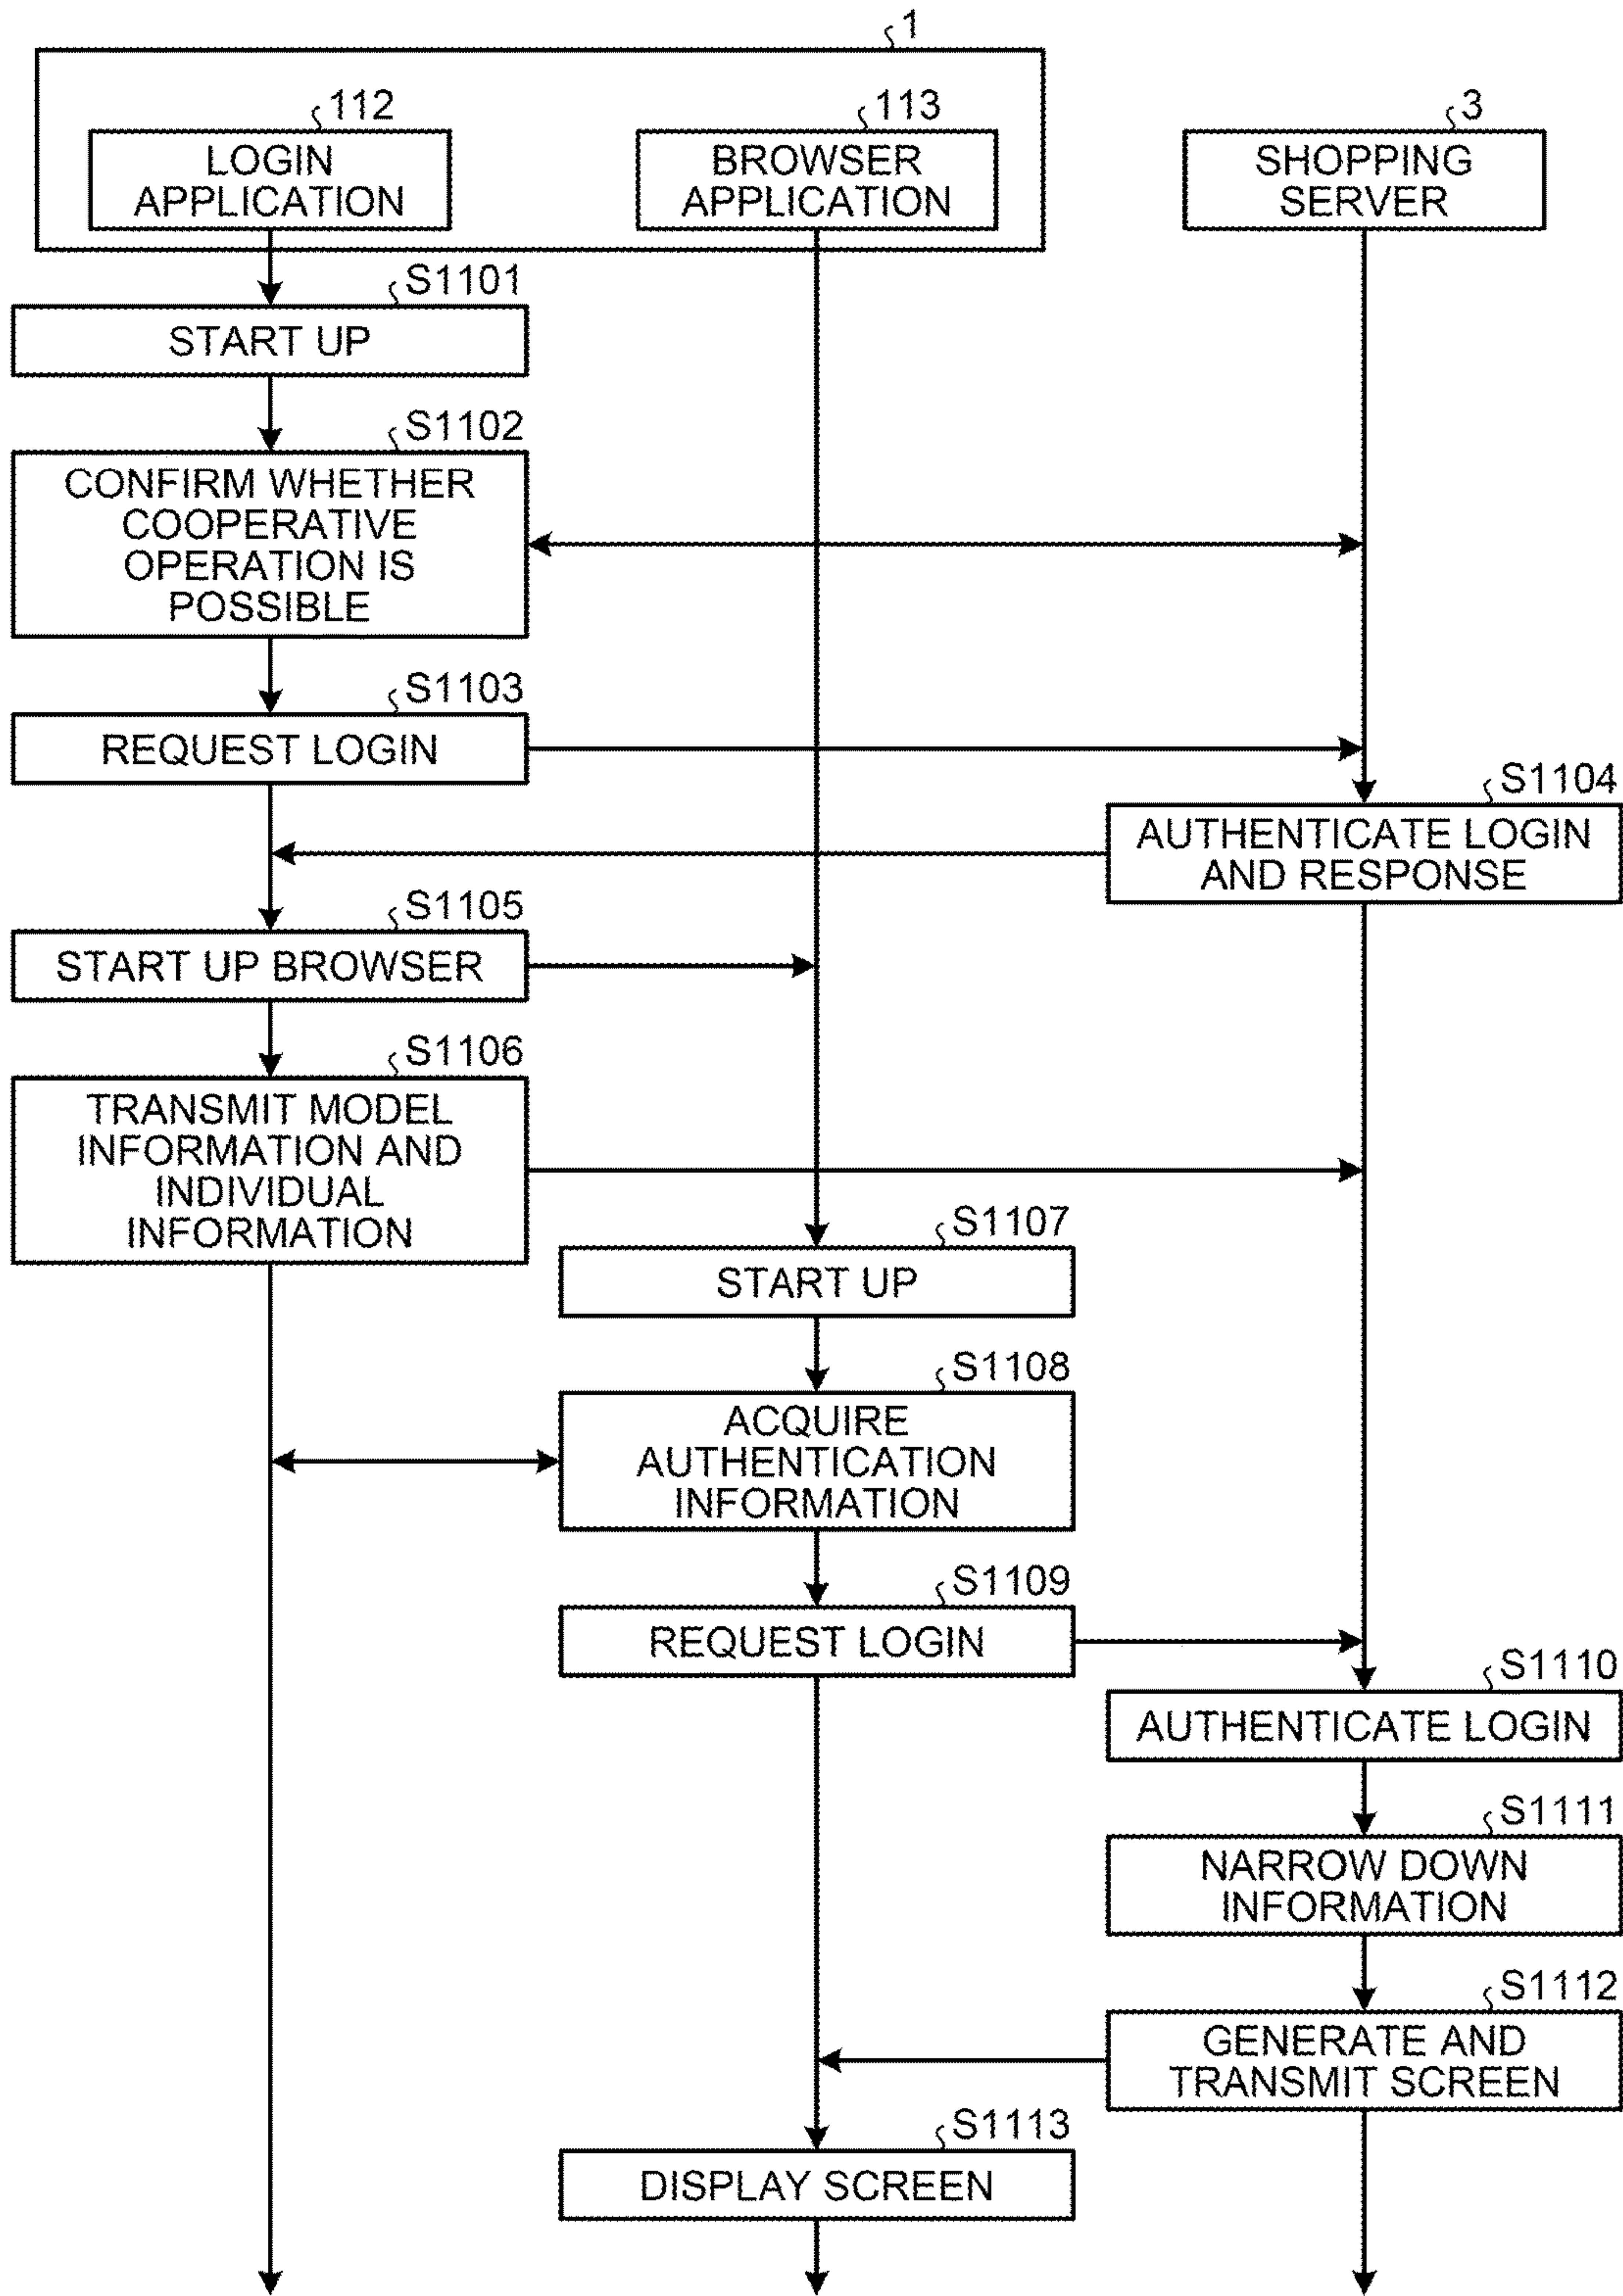 1
112
113
3
LOGIN
APPLICATION
BROWSER
APPLICATION
SHOPPING
SERVER
S1101
START UP
S1102
CONFIRM WHETHER
COOPERATIVE
OPERATION IS
POSSIBLE
S1103
REQUEST LOGIN
S1104
AUTHENTICATE LOGIN
AND RESPONSE
S1105
START UP BROWSER
S1106
TRANSMIT MODEL
INFORMATION AND
INDIVIDUAL
INFORMATION
S1107
START UP
S1108
ACQUIRE
AUTHENTICATION
INFORMATION
S1109
REQUEST LOGIN
S1110
AUTHENTICATE LOGIN
S1111
NARROW DOWN
INFORMATION
S1112
GENERATE AND
TRANSMIT SCREEN
S1113
DISPLAY SCREEN